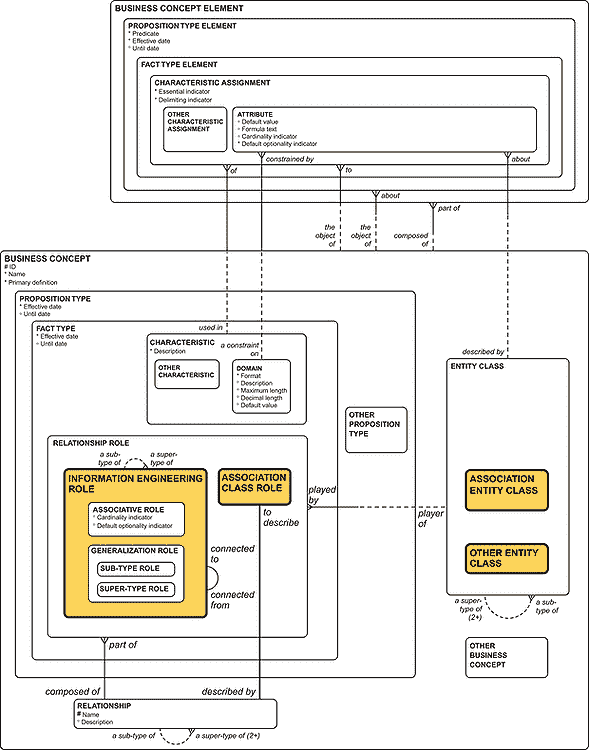 BUSINESS CONCEPT ELEMENT
PROPOSITION TYPE ELEMENT
* Predicate
* Effective date
° Until date
FACT TYPE ELEMENT
CHARACTERISTIC ASSIGNMENT
* Essential indicator
* Delimiting indicator
OTHER
CHARACTERISTIC
ASSIGNMENT
ATTRIBUTE
° Default value
° Formula text
° Cardinality indicator
* Default optionality indicator
of
constrained by
to
about
about
part of
the
object
of
the
object
of
composed
of
BUSINESS CONCEPT
# ID
* Name
* Primary definition
PROPOSITION TYPE
* Effective date
° Until date
FACT TYPE
* Effective date
° Until date
used in
a constraint
on
described by
CHARACTERISTIC
* Description
OTHER
CHARACTERISTIC
DOMAIN
* Format
° Description
° Maximum length
° Decimal length
° Default value
ENTITY CLASS
OTHER
PROPOSITION
TYPE
RELATIONSHIP ROLE
a sub-
type of
a super-
type of
INFORMATION ENGINEERING
ROLE
ASSOCIATION
CLASS ROLE
ASSOCIATION
ENTITY CLASS
played
by
player
of
to
describe
ASSOCIATIVE ROLE
° Cardinality indicator
° Default optionality indicator
GENERALIZATION ROLE
SUB-TYPE ROLE
SUPER-TYPE ROLE
connected
to
connected
from
OTHER ENTITY
CLASS
a super-
type of
(2+)
a sub-
type of
part of
OTHER
BUSINESS
CONCEPT
composed of
described by
RELATIONSHIP
# Name
° Description
a sub-type of
a super-type of (2+)